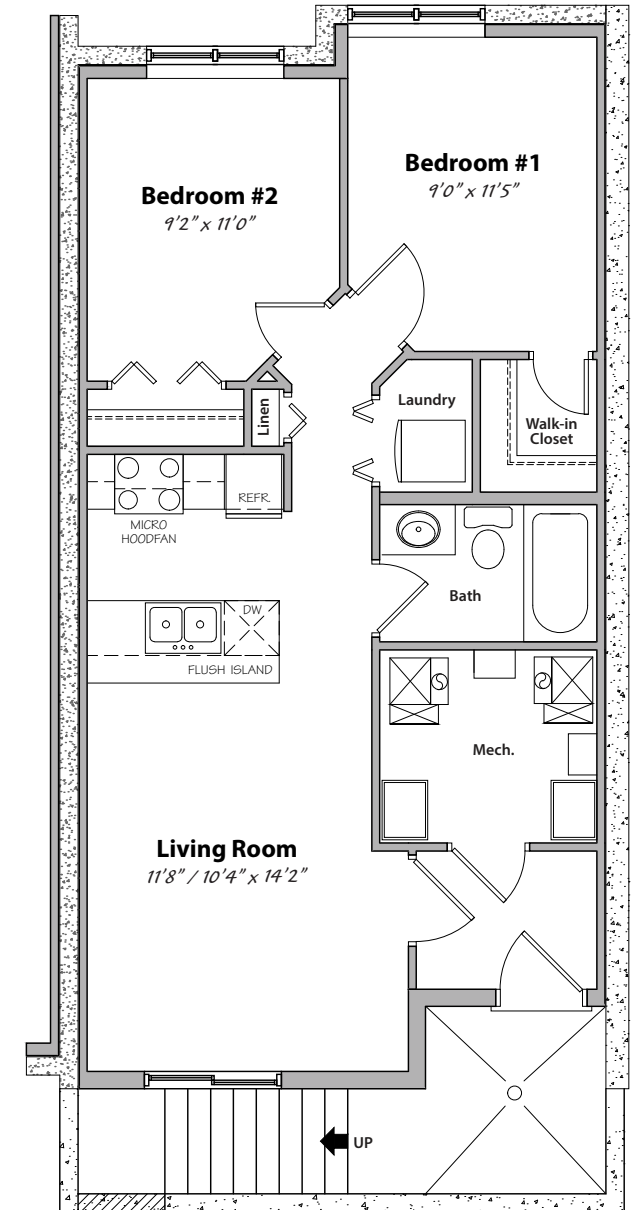 Bedroom #1
9'0" x 11'5"
Bedroom #2
9'2" x 11'0"
Linen
Laundry
Walk-in
Closet
REFR.
MICRO
HOODFAN
Bath
DW
FLUSH ISLAND
Mech.
Living Room
11'8" / 10'4" x 14'2"
UP